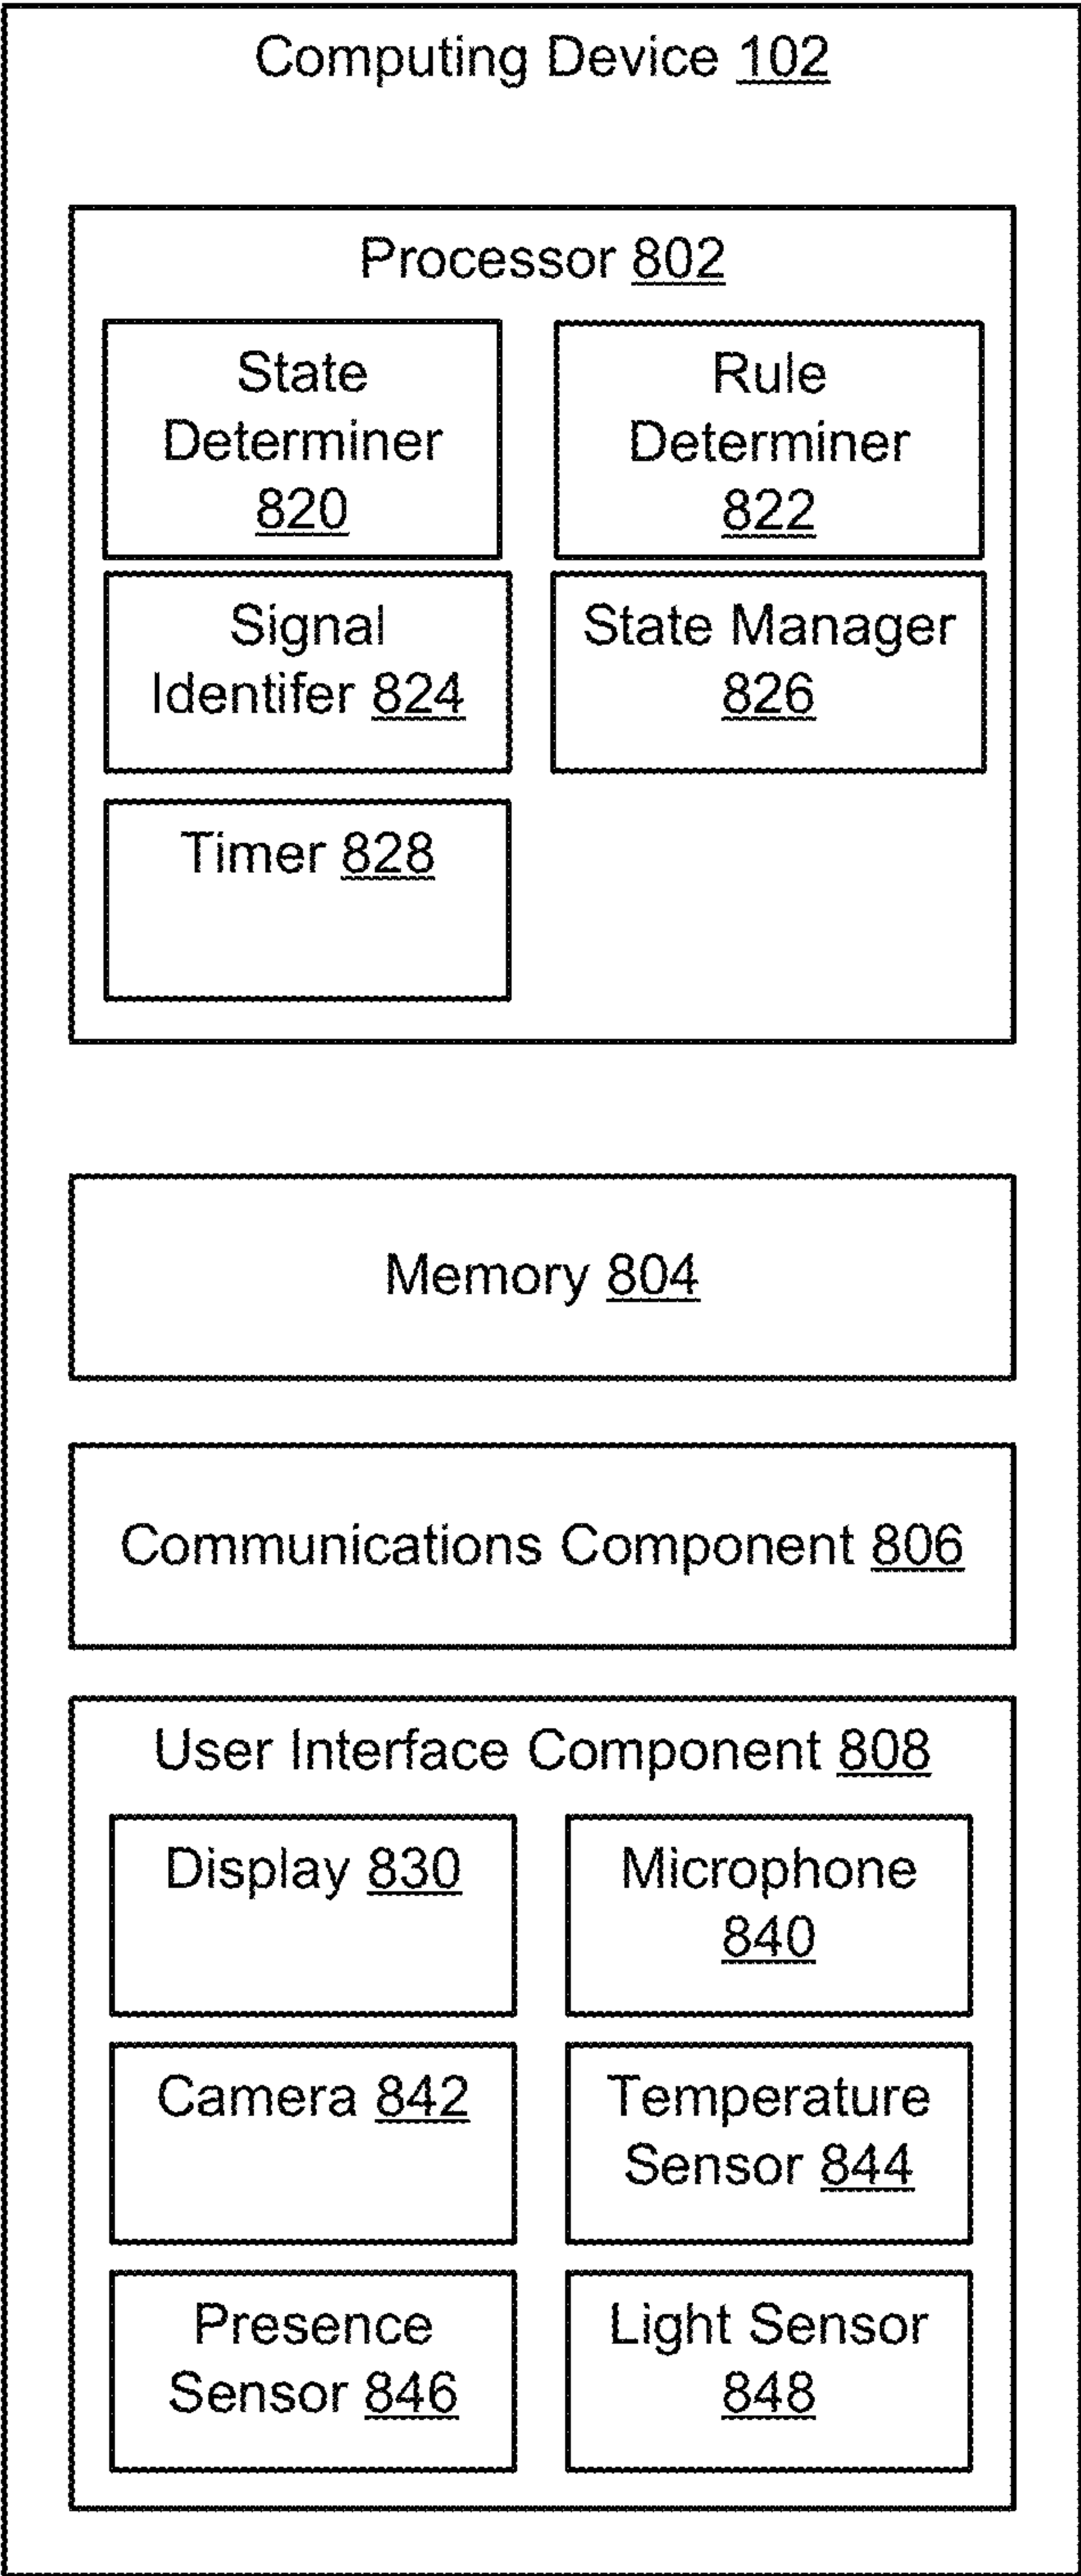 Computing Device 102
Processor 802
State
Determiner
820
Rule
Determiner
822
Signal
Identifer 824
State Manager
826
Timer 828
Memory 804
Communications Component 806
User Interface Component 808
Display 830
Microphone
840
Camera 842
Temperature
Sensor 844
Presence
Sensor 846
Light Sensor
848